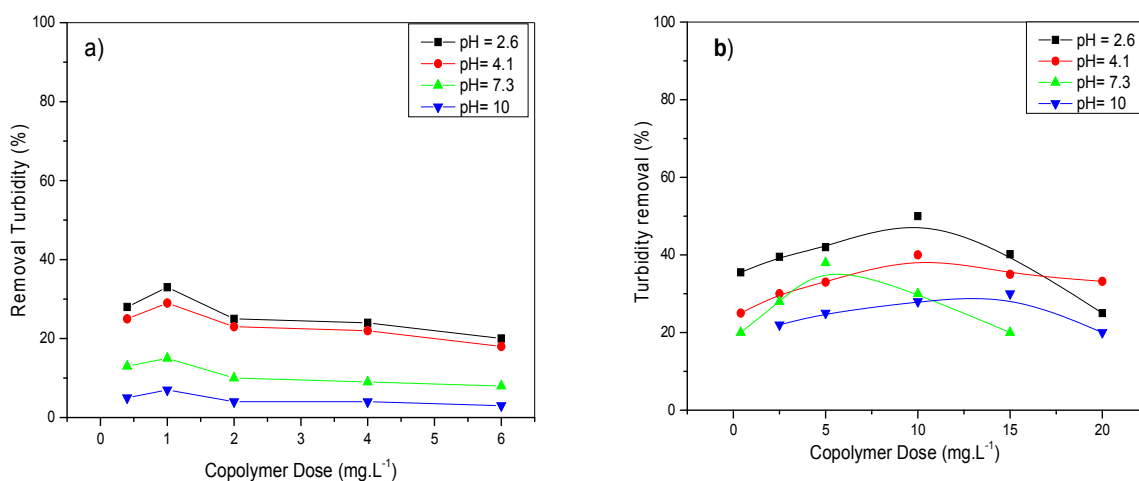 a)
pH = 2.6
pH= 4.1
pH= 7.3
pH= 10
Removal Turbidity (%)
100
80
60
40
20
0
0 1 2 3 4 5 6
Copolymer Dose (mg.L⁻¹)
b)
pH = 2.6
pH = 4.1
pH = 7.3
pH= 10
Turbidity removal (%)
100
80
60
40
20
0
0 5 10 15 20
Copolymer Dose (mg.L⁻¹)